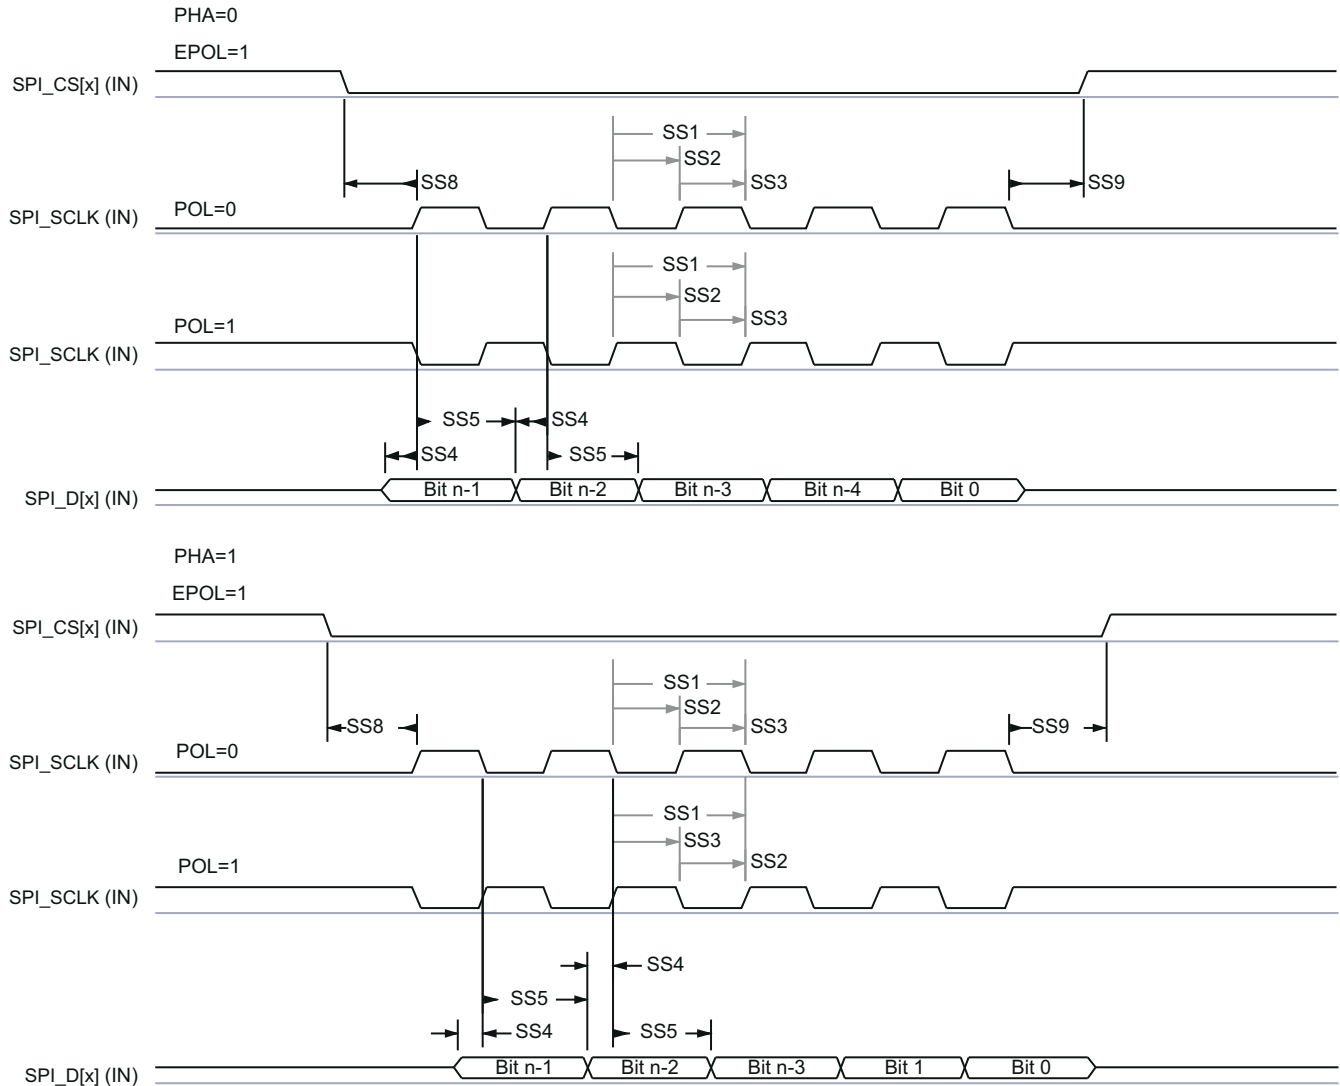 PHA=0
EPOL=1
SPI_CS[x] (IN)
SS1
SS2
SS8
SS3
SS9
POL=0
SPI_SCLK (IN)
SS1
SS2
SS3
POL=1
SPI_SCLK (IN)
SS5
SS4
SS4
SS5
SPI_D[x] (IN)
Bit n-1
Bit n-2
Bit n-3
Bit n-4
Bit 0
PHA=1
EPOL=1
SPI_CS[x] (IN)
SS1
SS2
SS8
SS3
SS9
POL=0
SPI_SCLK (IN)
SS1
SS3
SS2
POL=1
SPI_SCLK (IN)
SS4
SS5
SS4
SS5
SPI_D[x] (IN)
Bit n-1
Bit n-2
Bit n-3
Bit 1
Bit 0